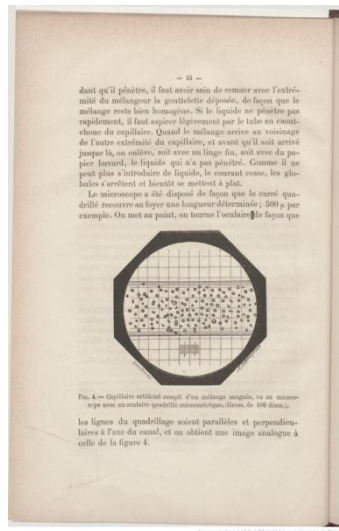 — 24 —
dant qu'il pénètre, il faut avoir soin de remuer avec l'extré-
mité du mélangeur la gouttelette déposée, de façon que le
mélange reste bien homogène. Si le liquide ne pénètre pas
rapidement, il faut aspirer légèrement par le tube en caout-
chouc du capillaire. Quand le mélange arrive au voisinage
de l'autre extrémité du capillaire, et avant qu'il soit arrivé
jusque là, on enlève, soit avec un linge fin, soit avec du pa-
pier buvard, le liquide qui n'a pas pénétré. Comme il ne
peut plus s'introduire de liquide, le courant cesse, les glo-
bules s'arrêtent et bientôt se mettent à plat.
Le microscope a été disposé de façon que le carré qua-
drillé recouvre au foyer une longueur déterminée ; 500 μ par
exemple. On met au point, on tourne l'oculaire de façon que
FIG. 4. — Capillaire artificiel rempli d'un mélange sanguin, vu au micros-
cope avec un oculaire quadrillé micrométrique. (Gross. de 100 diam.).
les lignes du quadrillage soient parallèles et perpendicu-
laires à l'axe du canal, et on obtient une image analogue à
celle de la figure 4.